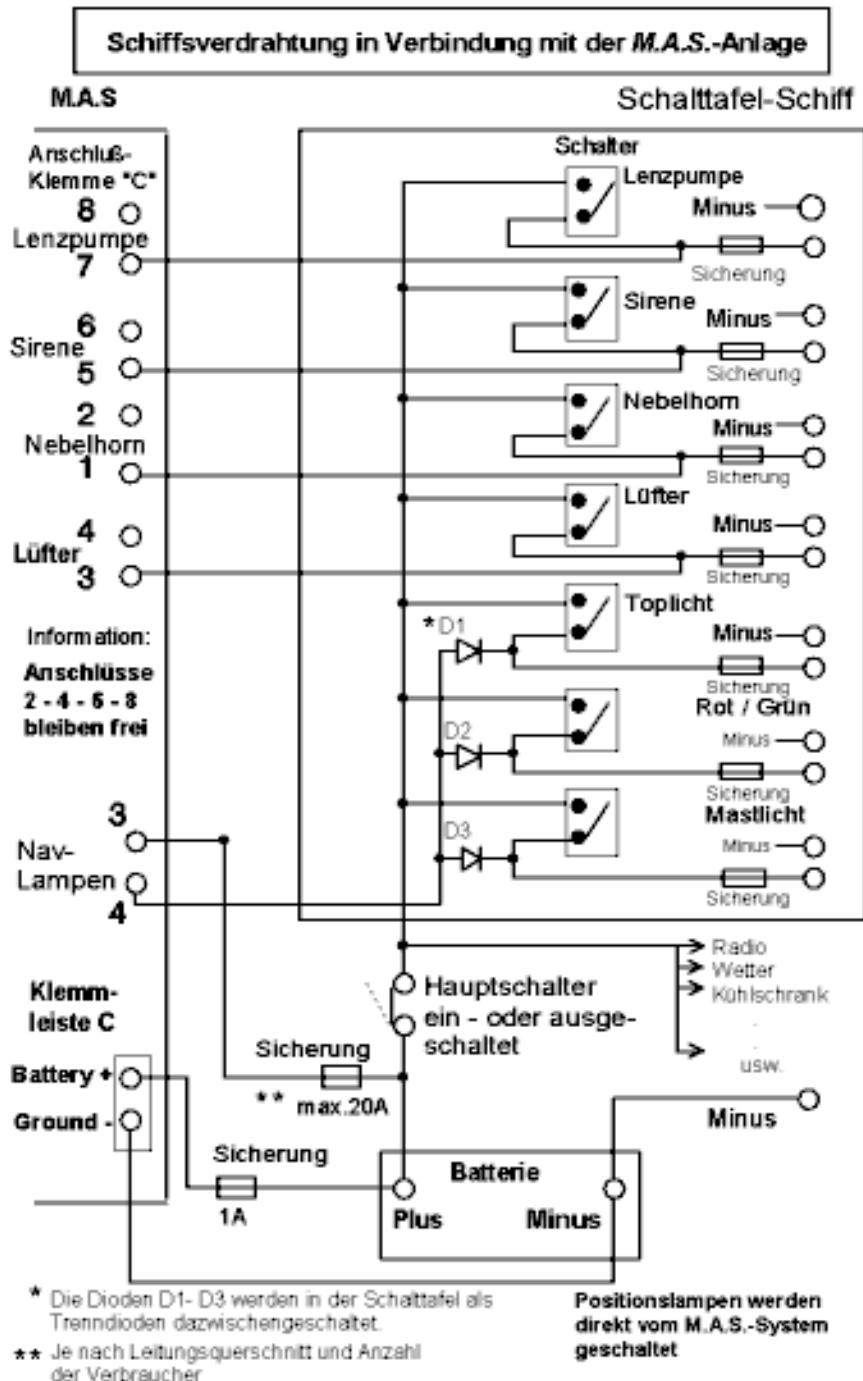 Schiffsverdrahtung in Verbindung mit der M.A.S.-Anlage
M.A.S
Schalttafel-Schiff
Anschluß-
Klemme "C"
8
Lenzpumpe
7
6
Sirene
5
2
Nebelhorn
1
4
Lüfter
3
Information:
Anschlüsse
2 - 4 - 6 - 8
bleiben frei
3
Nav-
Lampen
4
Klemm-
leiste C
Battery +
Ground -
Schalter
Lenzpumpe
Minus
Sicherung
Sirene
Minus
Sicherung
Nebelhorn
Minus
Sicherung
Lüfter
Minus
Sicherung
* D1
Toplicht
Minus
Sicherung
D2
Rot / Grün
Minus
Sicherung
D3
Mastlicht
Minus
Sicherung
Radio
Wetter
Kühlschrank
.
.
usw.
Hauptschalter
ein - oder ausge-
schaltet
Sicherung
** max.20A
Minus
Sicherung
1A
Batterie
Plus
Minus
* Die Dioden D1- D3 werden in der Schalttafel als
Trenndioden dazwischengeschaltet.
** Je nach Leitungsquerschnitt und Anzahl
der Verbraucher
Positionslampen werden
direkt vom M.A.S.-System
geschaltet